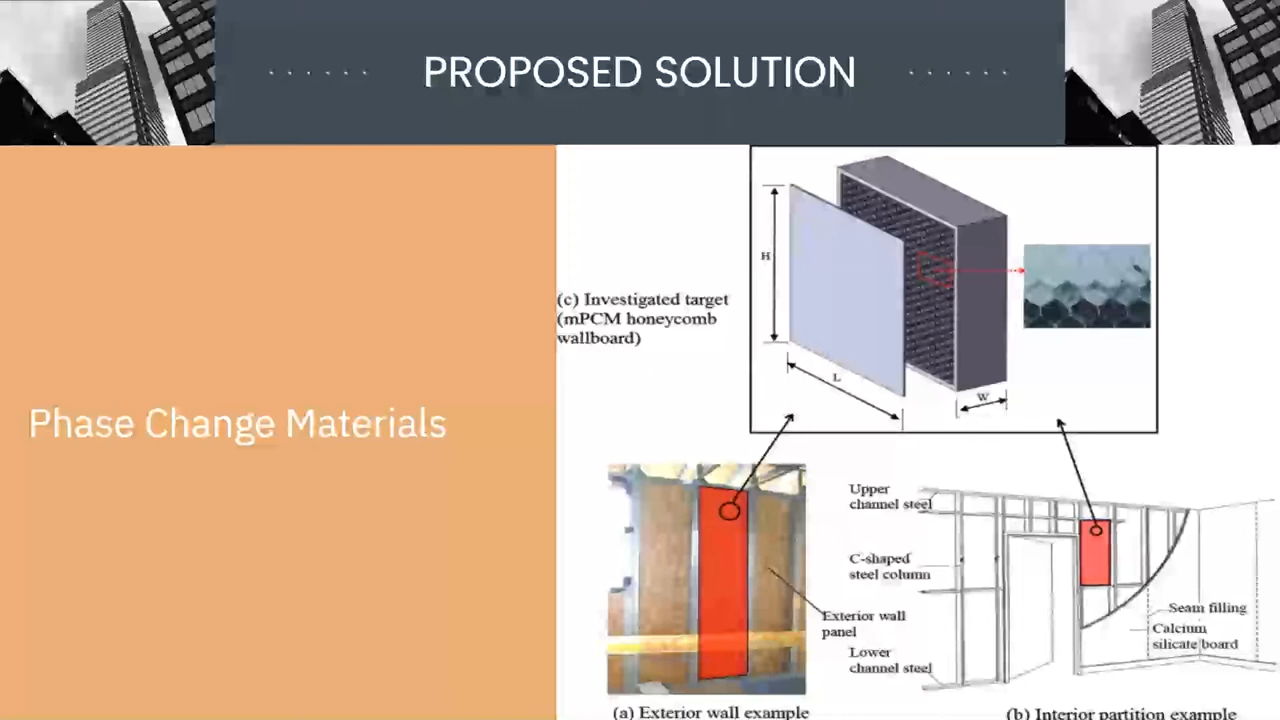 PROPOSED SOLUTION
Phase Change Materials
(c) Investigated target
(mPCM honeycomb
wallboard)
H
L
W
Upper
channel steel
C-shaped
steel column
Exterior wall
panel
Lower
channel steel
Seam filling
Calcium
silicate board
(a) Exterior wall example
(b) Interior partition example